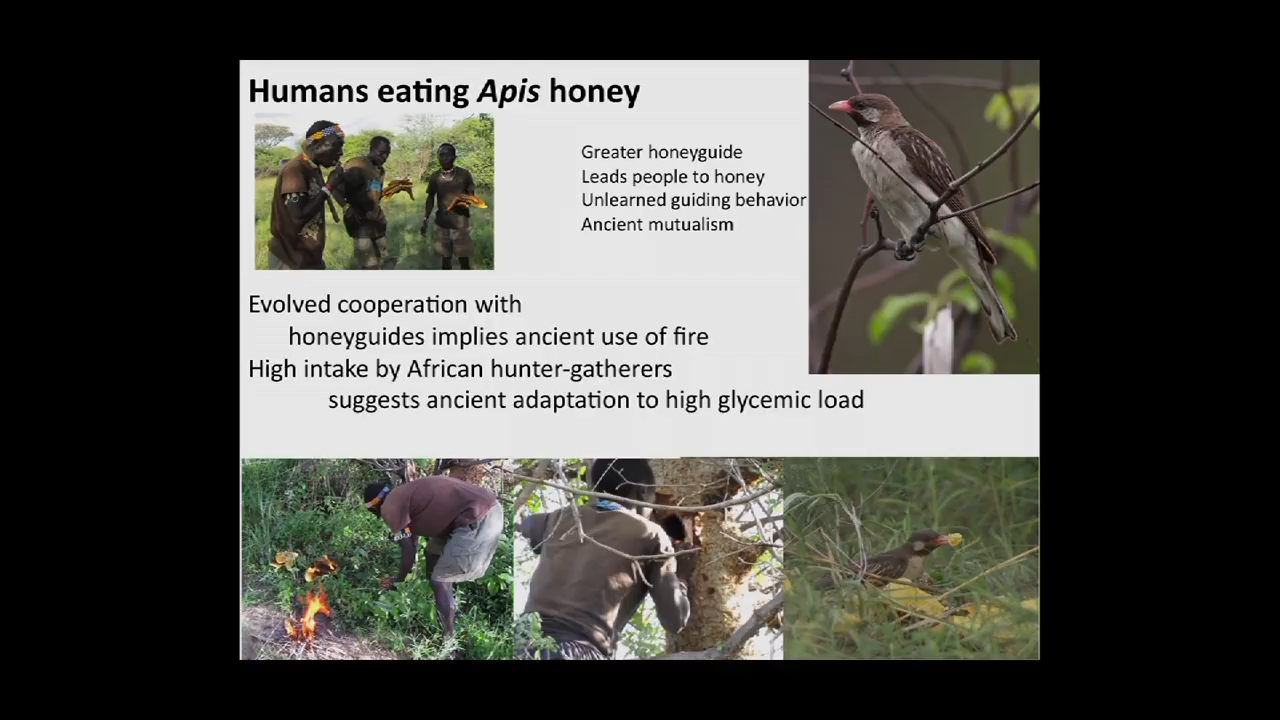 Humans eating Apis honey
Greater honeyguide
Leads people to honey
Unlearned guiding behavior
Ancient mutualism
Evolved cooperation with
honeyguides implies ancient use of fire
High intake by African hunter-gatherers
suggests ancient adaptation to high glycemic load